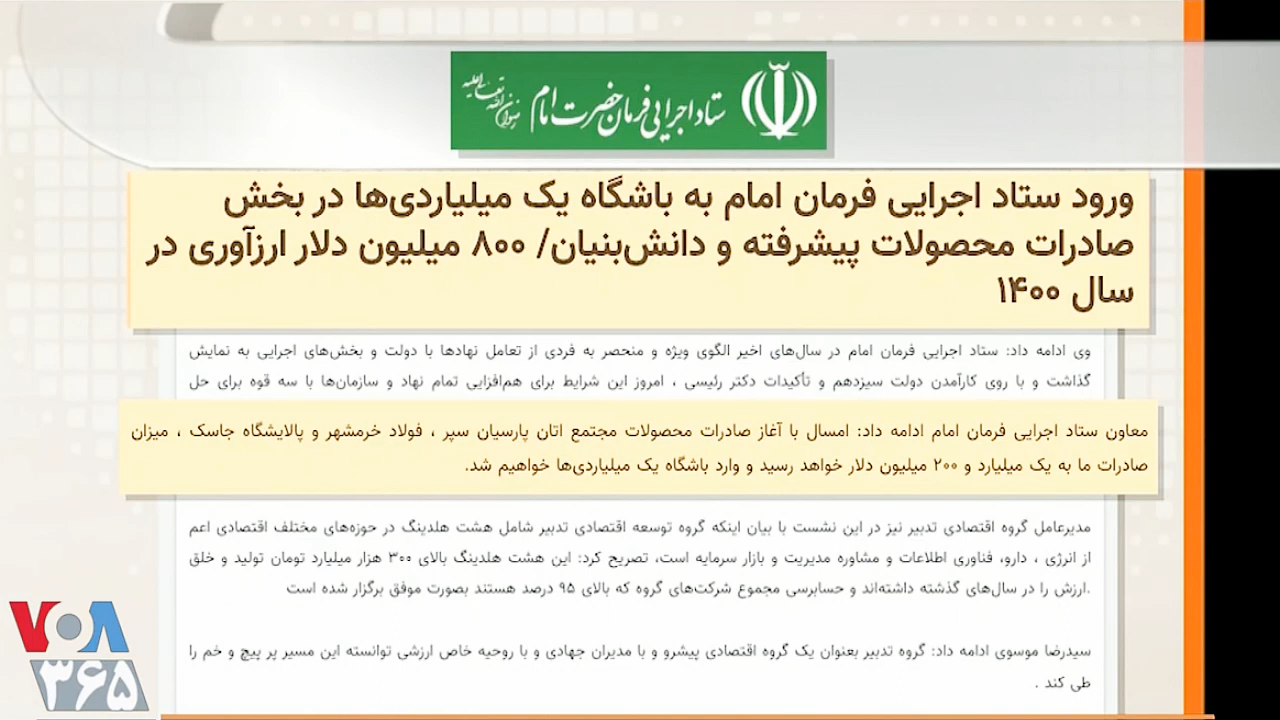 ستاد اجرایی فرمان حضرت امام
رضوان الله تعالی علیه
ورود ستاد اجرایی فرمان امام به باشگاه یک میلیاردی‌ها در بخش
صادرات محصولات پیشرفته و دانش‌بنیان/ ۸۰۰ میلیون دلار ارزآوری در
سال ۱۴۰۰
وی ادامه داد: ستاد اجرایی فرمان امام در سال‌های اخیر الگوی ویژه و منحصر به فردی از تعامل نهادها با دولت و بخش‌های اجرایی به نمایش
گذاشت و با روی کارآمدن دولت سیزدهم و تأکیدات دکتر رئیسی ، امروز این شرایط برای هم‌افزایی تمام نهاد و سازمان‌ها با سه قوه برای حل
معاون ستاد اجرایی فرمان امام ادامه داد: امسال با آغاز صادرات محصولات مجتمع اتان پارسیان سپر ، فولاد خرمشهر و پالایشگاه جاسک ، میزان
صادرات ما به یک میلیارد و ۲۰۰ میلیون دلار خواهد رسید و وارد باشگاه یک میلیاردی‌ها خواهیم شد.
مدیرعامل گروه اقتصادی تدبیر نیز در این نشست با بیان اینکه گروه توسعه اقتصادی تدبیر شامل هشت هلدینگ در حوزه‌های مختلف اقتصادی اعم
از انرژی ، دارو، فناوری اطلاعات و مشاوره مدیریت و بازار سرمایه است، تصریح کرد: این هشت هلدینگ بالای ۳۰۰ هزار میلیارد تومان تولید و خلق
.ارزش را در سال‌های گذشته داشته‌اند و حسابرسی مجموع شرکت‌های گروه که بالای ۹۵ درصد هستند بصورت موفق برگزار شده است
سیدرضا موسوی ادامه داد: گروه تدبیر بعنوان یک گروه اقتصادی پیشرو و با مدیران جهادی و با روحیه خاص ارزشی توانسته این مسیر پر پیچ و خم را
طی کند .
VOA
۳۶۵